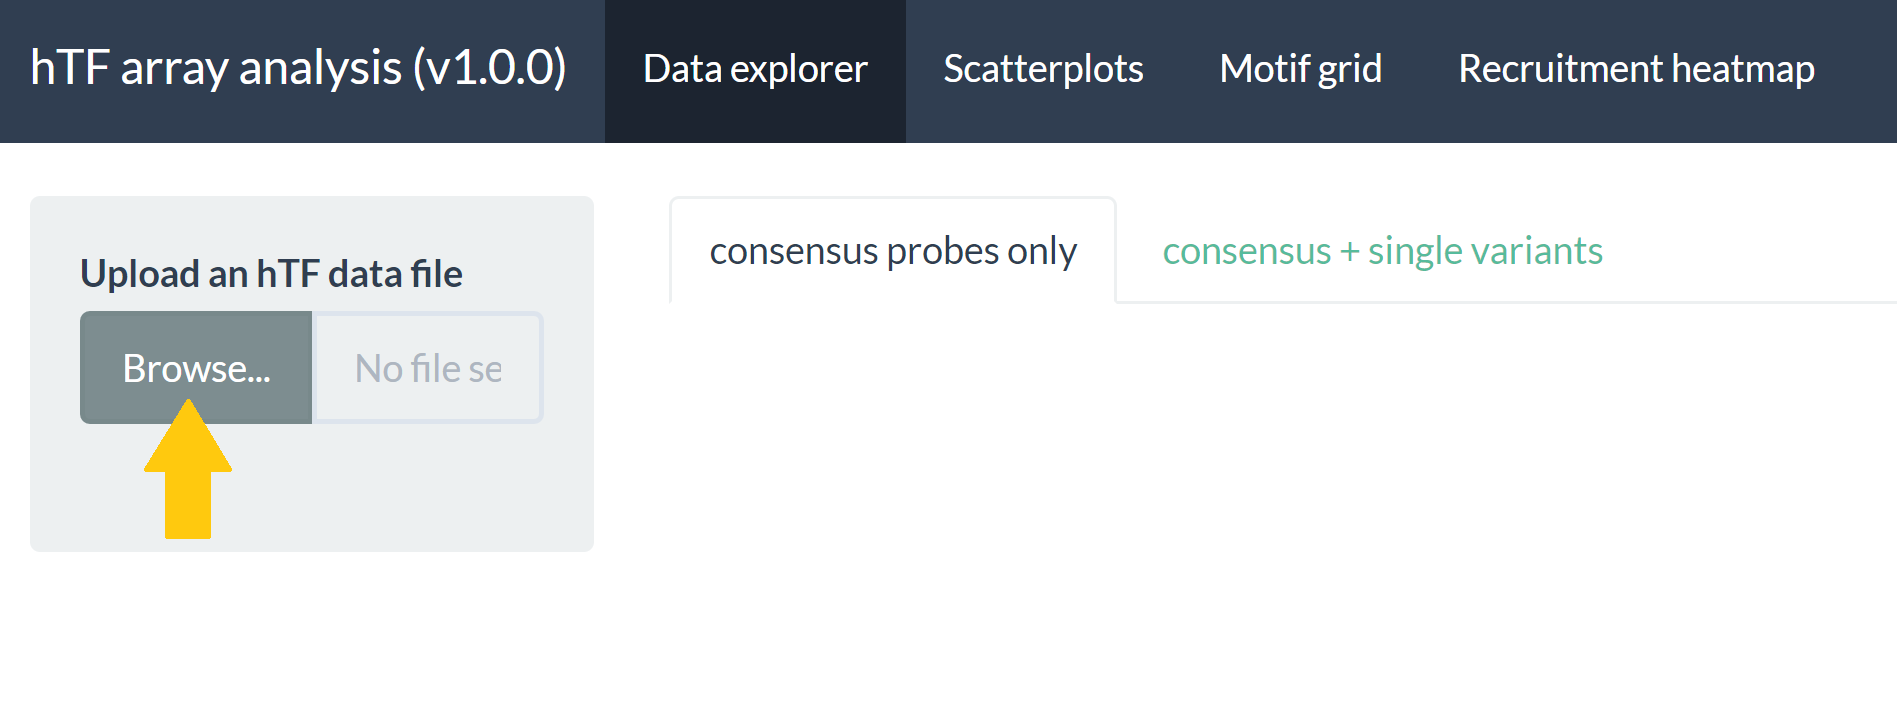 hTF array analysis (v1.0.0)
Data explorer
Scatterplots
Motif grid
Recruitment heatmap
Upload an hTF data file
Browse...
No file se
consensus probes only
consensus + single variants